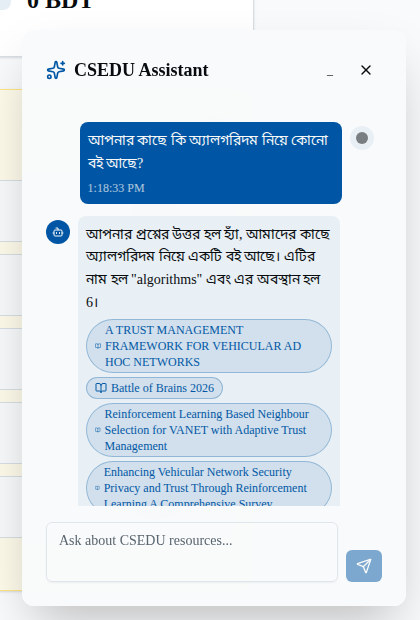 0 BDT
CSEDU Assistant
আপনার কাছে কি অ্যালগরিদম নিয়ে কোনো
বই আছে?
1:18:33 PM
আপনার প্রশ্নের উত্তর হল হ্যাঁ, আমাদের কাছে
অ্যালগরিদম নিয়ে একটি বই আছে। এটির
নাম হল "algorithms" এবং এর অবস্থান হল
6।
A TRUST MANAGEMENT
FRAMEWORK FOR VEHICULAR AD
HOC NETWORKS
Battle of Brains 2026
Reinforcement Learning Based Neighbour
Selection for VANET with Adaptive Trust
Management
Enhancing Vehicular Network Security
Privacy and Trust Through Reinforcement
Learning A Comprehensive Survey
Ask about CSEDU resources...